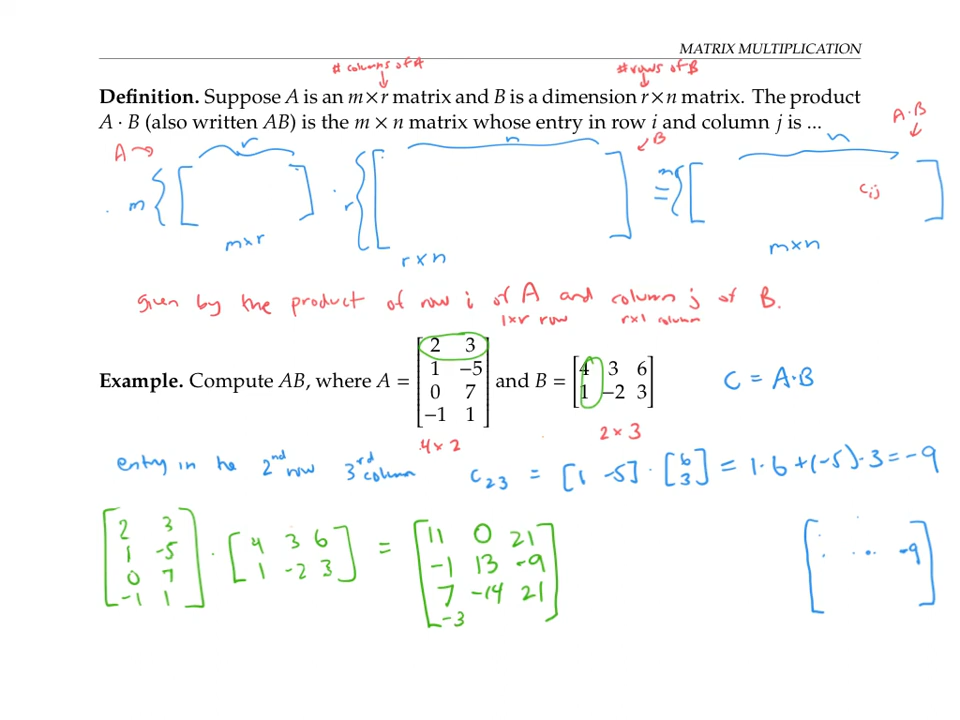 MATRIX MULTIPLICATION
# columns of A
# rows of B
Definition. Suppose A is an m×r matrix and B is a dimension r×n matrix. The product
A · B (also written AB) is the m × n matrix whose entry in row i and column j is ...
A·B
A → r n B n
m r = m c_ij
m×r r×n m×n
given by the product of row i of A and column j of B.
1×r row r×1 column
Example. Compute AB, where A = [2 3; 1 −5; 0 7; −1 1] and B = [4 3 6; 1 −2 3] C = A·B
4×2 2×3
entry in the 2nd row 3rd column c_23 = [1 -5] · [6; 3] = 1·6+(-5)·3 = -9
[2 3; 1 -5; 0 7; -1 1] · [4 3 6; 1 -2 3] = [11 0 21; -1 13 -9; 7 -14 21; -3
-9